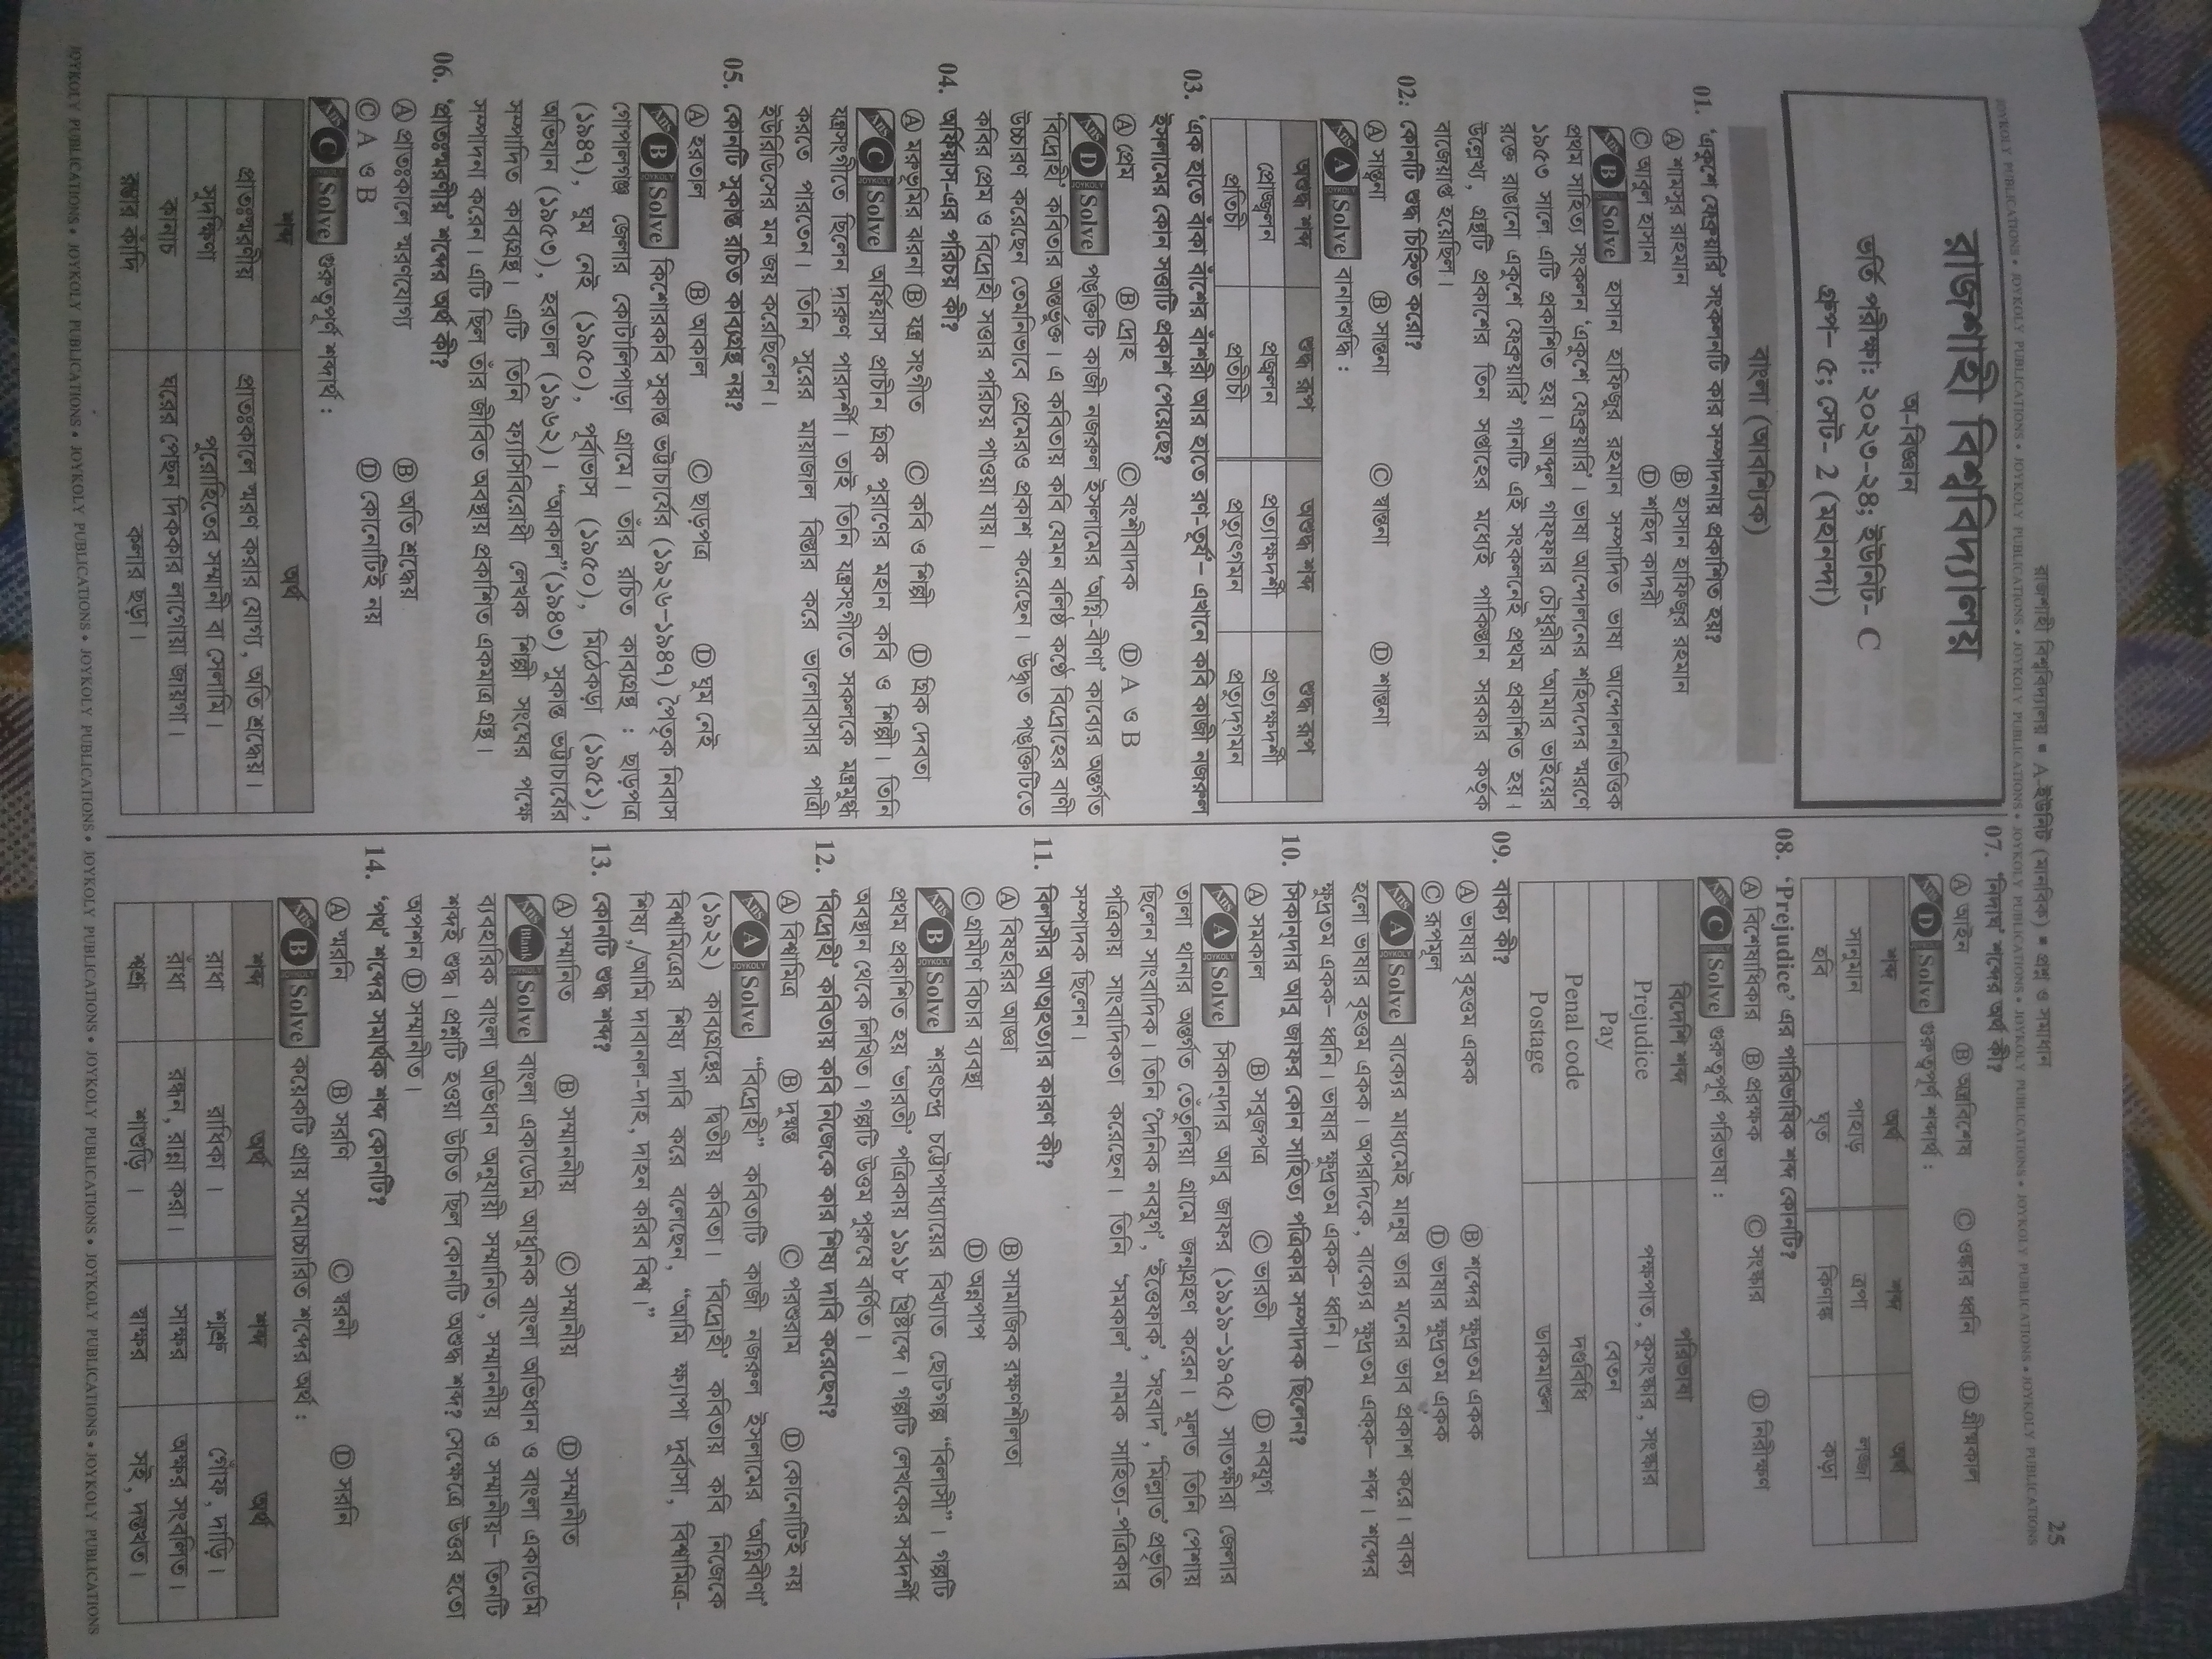 25
রাজশাহী বিশ্ববিদ্যালয় ▪ A-ইউনিট (মানবিক) ▪ প্রশ্ন ও সমাধান
JOYKOLY PUBLICATIONS • JOYKOLY PUBLICATIONS • JOYKOLY PUBLICATIONS • JOYKOLY PUBLICATIONS • JOYKOLY PUBLICATIONS • JOYKOLY PUBLICATIONS • JOYKOLY PUBLICATIONS • JOYKOLY PUBLICATIONS
রাজশাহী বিশ্ববিদ্যালয়
অ-বিজ্ঞান
ভর্তি পরীক্ষা: ২০২৩-২৪; ইউনিট- C
গ্রুপ– ৫; সেট- 2 (মহানন্দা)
বাংলা (আবশ্যিক)
01. ‘একুশে ফেব্রুয়ারি’ সংকলনটি কার সম্পাদনায় প্রকাশিত হয়?
Ⓐ শামসুর রাহমান Ⓑ হাসান হাফিজুর রহমান
Ⓒ আবুল হাসান Ⓓ শহিদ কাদরী
Ans B Solve হাসান হাফিজুর রহমান সম্পাদিত ভাষা আন্দোলনভিত্তিক
প্রথম সাহিত্য সংকলন ‘একুশে ফেব্রুয়ারি’। ভাষা আন্দোলনের শহিদদের স্মরণে
১৯৫৩ সালে এটি প্রকাশিত হয়। আব্দুল গাফ্ফার চৌধুরীর ‘আমার ভাইয়ের
রক্তে রাঙানো একুশে ফেব্রুয়ারি’ গানটি এই সংকলনেই প্রথম প্রকাশিত হয়।
উল্লেখ্য, গ্রন্থটি প্রকাশের তিন সপ্তাহের মধ্যেই পাকিস্তান সরকার কর্তৃক
বাজেয়াপ্ত হয়েছিল।
02: কোনটি শুদ্ধ চিহ্নিত করো?
Ⓐ সান্ত্বনা Ⓑ সান্তনা Ⓒ স্বান্তনা Ⓓ শান্তনা
Ans A Solve বানানশুদ্ধি :
অশুদ্ধ শব্দ শুদ্ধ রূপ অশুদ্ধ শব্দ শুদ্ধ রূপ
প্রোজ্জ্বলন প্রজ্বলন প্রত্যাক্ষদর্শী প্রত্যক্ষদর্শী
প্রতিচী প্রতীচী প্রত্যুৎগমন প্রত্যুদ্গমন
03. ‘এক হাতে বাঁকা বাঁশের বাঁশরী আর হাতে রণ-তূর্য’– এখানে কবি কাজী নজরুল
ইসলামের কোন সত্তাটি প্রকাশ পেয়েছে?
Ⓐ প্রেম Ⓑ দ্রোহ Ⓒ বংশীবাদক Ⓓ A ও B
Ans D Solve পঙ্ক্তিটি কাজী নজরুল ইসলামের ‘অগ্নি-বীণা’ কাব্যের অন্তর্গত
‘বিদ্রোহী’ কবিতার অন্তর্ভুক্ত। এ কবিতায় কবি যেমন বলিষ্ঠ কণ্ঠে বিদ্রোহের বাণী
উচ্চারণ করেছেন তেমনিভাবে প্রেমেরও প্রকাশ করেছেন। উদ্ধৃত পঙ্ক্তিটিতে
কবির প্রেম ও বিদ্রোহী সত্তার পরিচয় পাওয়া যায়।
04. অর্ফিয়াস-এর পরিচয় কী?
Ⓐ মরুভূমির ঝরনা Ⓑ যন্ত্র সংগীত Ⓒ কবি ও শিল্পী Ⓓ গ্রিক দেবতা
Ans C Solve অর্ফিয়াস প্রাচীন গ্রিক পুরাণের মহান কবি ও শিল্পী। তিনি
যন্ত্রসংগীতে ছিলেন দারুণ পারদর্শী। তাই তিনি যন্ত্রসংগীতে সকলকে মন্ত্রমুগ্ধ
করতে পারতেন। তিনি সুরের মায়াজাল বিস্তার করে ভালোবাসার পাত্রী
ইউরিডিসের মন জয় করেছিলেন।
05. কোনটি সুকান্ত রচিত কাব্যগ্রন্থ নয়?
Ⓐ হরতাল Ⓑ আকাল Ⓒ ছাড়পত্র Ⓓ ঘুম নেই
Ans B Solve কিশোরকবি সুকান্ত ভট্টাচার্যের (১৯২৬–১৯৪৭) পৈতৃক নিবাস
গোপালগঞ্জ জেলার কোটালিপাড়া গ্রামে। তাঁর রচিত কাব্যগ্রন্থ : ছাড়পত্র
(১৯৪৭), ঘুম নেই (১৯৫০), পূর্বাভাস (১৯৫০), মিঠেকড়া (১৯৫১),
অভিযান (১৯৫৩), হরতাল (১৯৬২)। “আকাল”(১৯৪৩) সুকান্ত ভট্টাচার্যের
সম্পাদিত কাব্যগ্রন্থ। এটি তিনি ফ্যাসিবিরোধী লেখক শিল্পী সংঘের পক্ষে
সম্পাদনা করেন। এটি ছিল তাঁর জীবিত অবস্থায় প্রকাশিত একমাত্র গ্রন্থ।
06. ‘প্রাতঃস্মরণীয়’ শব্দের অর্থ কী?
Ⓐ প্রাতঃকালে স্মরণযোগ্য Ⓑ অতি শ্রদ্ধেয়
Ⓒ A ও B Ⓓ কোনোটিই নয়
Ans C Solve গুরুত্বপূর্ণ শব্দার্থ :
শব্দ অর্থ
প্রাতঃস্মরণীয় প্রাতঃকালে স্মরণ করার যোগ্য, অতি শ্রদ্ধেয়।
সুদক্ষিণা পুরোহিতের সম্মানী বা সেলামি।
কানাচ ঘরের পেছন দিককার লাগোয়া জায়গা।
রম্ভার কাঁদি কলার ছড়া।
07. ‘নিদাঘ’ শব্দের অর্থ কী?
Ⓐ আইন Ⓑ অস্ত্রবিশেষ Ⓒ ওঙ্কার ধ্বনি Ⓓ গ্রীষ্মকাল
Ans D Solve গুরুত্বপূর্ণ শব্দার্থ :
শব্দ অর্থ শব্দ অর্থ
সানুমান পাহাড় ত্রপা লজ্জা
হবি ঘৃত কিণাঙ্ক কড়া
08. ‘Prejudice’ এর পারিভাষিক শব্দ কোনটি?
Ⓐ বিশেষাধিকার Ⓑ প্ররক্ষক Ⓒ সংস্কার Ⓓ নিরীক্ষণ
Ans C Solve গুরুত্বপূর্ণ পরিভাষা :
বিদেশি শব্দ পরিভাষা
Prejudice পক্ষপাত, কুসংস্কার, সংস্কার
Pay বেতন
Penal code দণ্ডবিধি
Postage ডাকমাশুল
09. বাক্য কী?
Ⓐ ভাষার বৃহত্তম একক Ⓑ শব্দের ক্ষুদ্রতম একক
Ⓒ রূপমূল Ⓓ ভাষার ক্ষুদ্রতম একক
Ans A Solve বাক্যের মাধ্যমেই মানুষ তার মনের ভাব প্রকাশ করে। বাক্য
হলো ভাষার বৃহত্তম একক। অপরদিকে, বাক্যের ক্ষুদ্রতম একক– শব্দ। শব্দের
ক্ষুদ্রতম একক– ধ্বনি। ভাষার ক্ষুদ্রতম একক– ধ্বনি।
10. সিকান্‌দার আবু জাফর কোন সাহিত্য পত্রিকার সম্পাদক ছিলেন?
Ⓐ সমকাল Ⓑ সবুজপত্র Ⓒ ভারতী Ⓓ নবযুগ
Ans A Solve সিকান্‌দার আবু জাফর (১৯১৯–১৯৭৫) সাতক্ষীরা জেলার
তালা থানার অন্তর্গত তেঁতুলিয়া গ্রামে জন্মগ্রহণ করেন। মূলত তিনি পেশায়
ছিলেন সাংবাদিক। তিনি ‘দৈনিক নবযুগ’, ‘ইত্তেফাক’, ‘সংবাদ’, ‘মিল্লাত’ প্রভৃতি
পত্রিকায় সাংবাদিকতা করেছেন। তিনি ‘সমকাল’ নামক সাহিত্য-পত্রিকার
সম্পাদক ছিলেন।
11. বিলাসীর আত্মহত্যার কারণ কী?
Ⓐ বিষহরির আজ্ঞা Ⓑ সামাজিক রক্ষণশীলতা
Ⓒ গ্রামীণ বিচার ব্যবস্থা Ⓓ অন্নপাপ
Ans B Solve শরৎচন্দ্র চট্টোপাধ্যায়ের বিখ্যাত ছোটগল্প “বিলাসী”। গল্পটি
প্রথম প্রকাশিত হয় ‘ভারতী’ পত্রিকায় ১৯১৮ খ্রিষ্টাব্দে। গল্পটি লেখকের সর্বদর্শী
অবস্থান থেকে লিখিত। গল্পটি উত্তম পুরুষে বর্ণিত।
12. ‘বিদ্রোহী’ কবিতায় কবি নিজেকে কার শিষ্য দাবি করেছেন?
Ⓐ বিশ্বামিত্র Ⓑ দুষ্মন্ত Ⓒ পরশুরাম Ⓓ কোনোটিই নয়
Ans A Solve “বিদ্রোহী” কবিতাটি কাজী নজরুল ইসলামের ‘অগ্নিবীণা’
(১৯২২) কাব্যগ্রন্থের দ্বিতীয় কবিতা। ‘বিদ্রোহী’ কবিতায় কবি নিজেকে
বিশ্বামিত্রের শিষ্য দাবি করে বলেছেন, “আমি ক্ষ্যাপা দুর্বাসা, বিশ্বামিত্র-
শিষ্য,/আমি দাবানল-দাহ, দাহন করিব বিশ্ব।”
13. কোনটি শুদ্ধ শব্দ?
Ⓐ সম্মানিত Ⓑ সম্মাননীয় Ⓒ সম্মানীয় Ⓓ সম্মানীত
Ans Blank Solve বাংলা একাডেমি আধুনিক বাংলা অভিধান ও বাংলা একাডেমি
ব্যবহারিক বাংলা অভিধান অনুযায়ী সম্মানিত, সম্মাননীয় ও সম্মানীয়– তিনটি
শব্দই শুদ্ধ। প্রশ্নটি হওয়া উচিত ছিল কোনটি অশুদ্ধ শব্দ? সেক্ষেত্রে উত্তর হতো
অপশন Ⓓ সম্মানীত।
14. ‘পথ’ শব্দের সমার্থক শব্দ কোনটি?
Ⓐ স্মরনি Ⓑ সরণি Ⓒ স্বরনী Ⓓ সরনি
Ans B Solve কয়েকটি প্রায় সমোচ্চারিত শব্দের অর্থ :
শব্দ অর্থ শব্দ অর্থ
রাধা রাধিকা। শ্মশ্রু গোঁফ, দাড়ি।
রাঁধা রন্ধন, রান্না করা। সাক্ষর অক্ষর সংবলিত।
শ্বশ্রূ শাশুড়ি। স্বাক্ষর সই, দস্তখত।
JOYKOLY PUBLICATIONS • JOYKOLY PUBLICATIONS • JOYKOLY PUBLICATIONS • JOYKOLY PUBLICATIONS • JOYKOLY PUBLICATIONS • JOYKOLY PUBLICATIONS • JOYKOLY PUBLICATIONS • JOYKOLY PUBLICATIONS